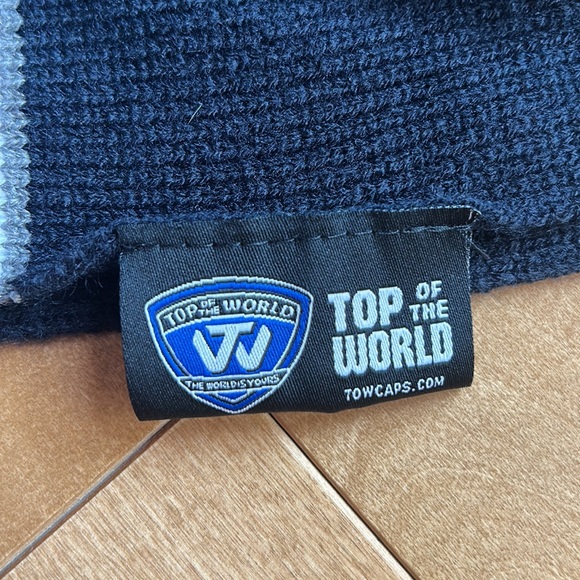 TOP OF THE WORLD
TW
THE WORLD IS YOURS
TOP OF THE
WORLD
TOWCAPS.COM